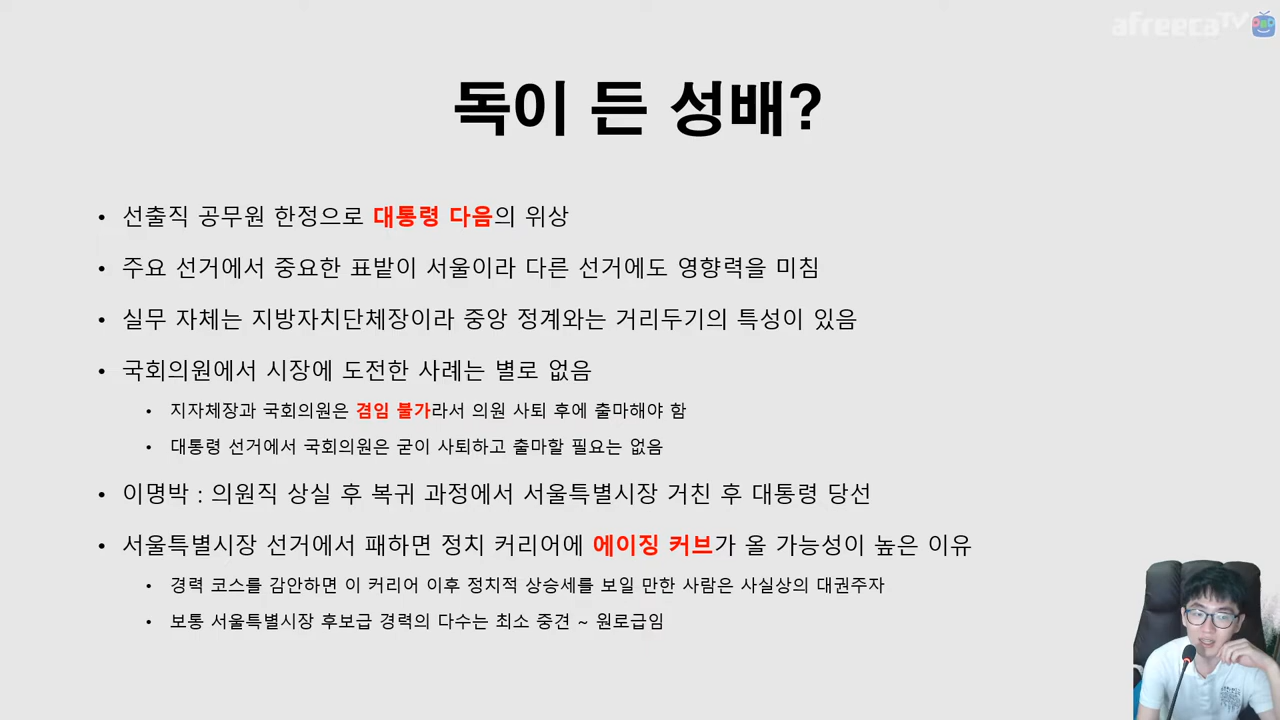 afreecaTV
독이 든 성배?
• 선출직 공무원 한정으로 대통령 다음의 위상
• 주요 선거에서 중요한 표밭이 서울이라 다른 선거에도 영향력을 미침
• 실무 자체는 지방자치단체장이라 중앙 정계와는 거리두기의 특성이 있음
• 국회의원에서 시장에 도전한 사례는 별로 없음
• 지자체장과 국회의원은 겸임 불가라서 의원 사퇴 후에 출마해야 함
• 대통령 선거에서 국회의원은 굳이 사퇴하고 출마할 필요는 없음
• 이명박 : 의원직 상실 후 복귀 과정에서 서울특별시장 거친 후 대통령 당선
• 서울특별시장 선거에서 패하면 정치 커리어에 에이징 커브가 올 가능성이 높은 이유
• 경력 코스를 감안하면 이 커리어 이후 정치적 상승세를 보일 만한 사람은 사실상의 대권주자
• 보통 서울특별시장 후보급 경력의 다수는 최소 중견 ~ 원로급임